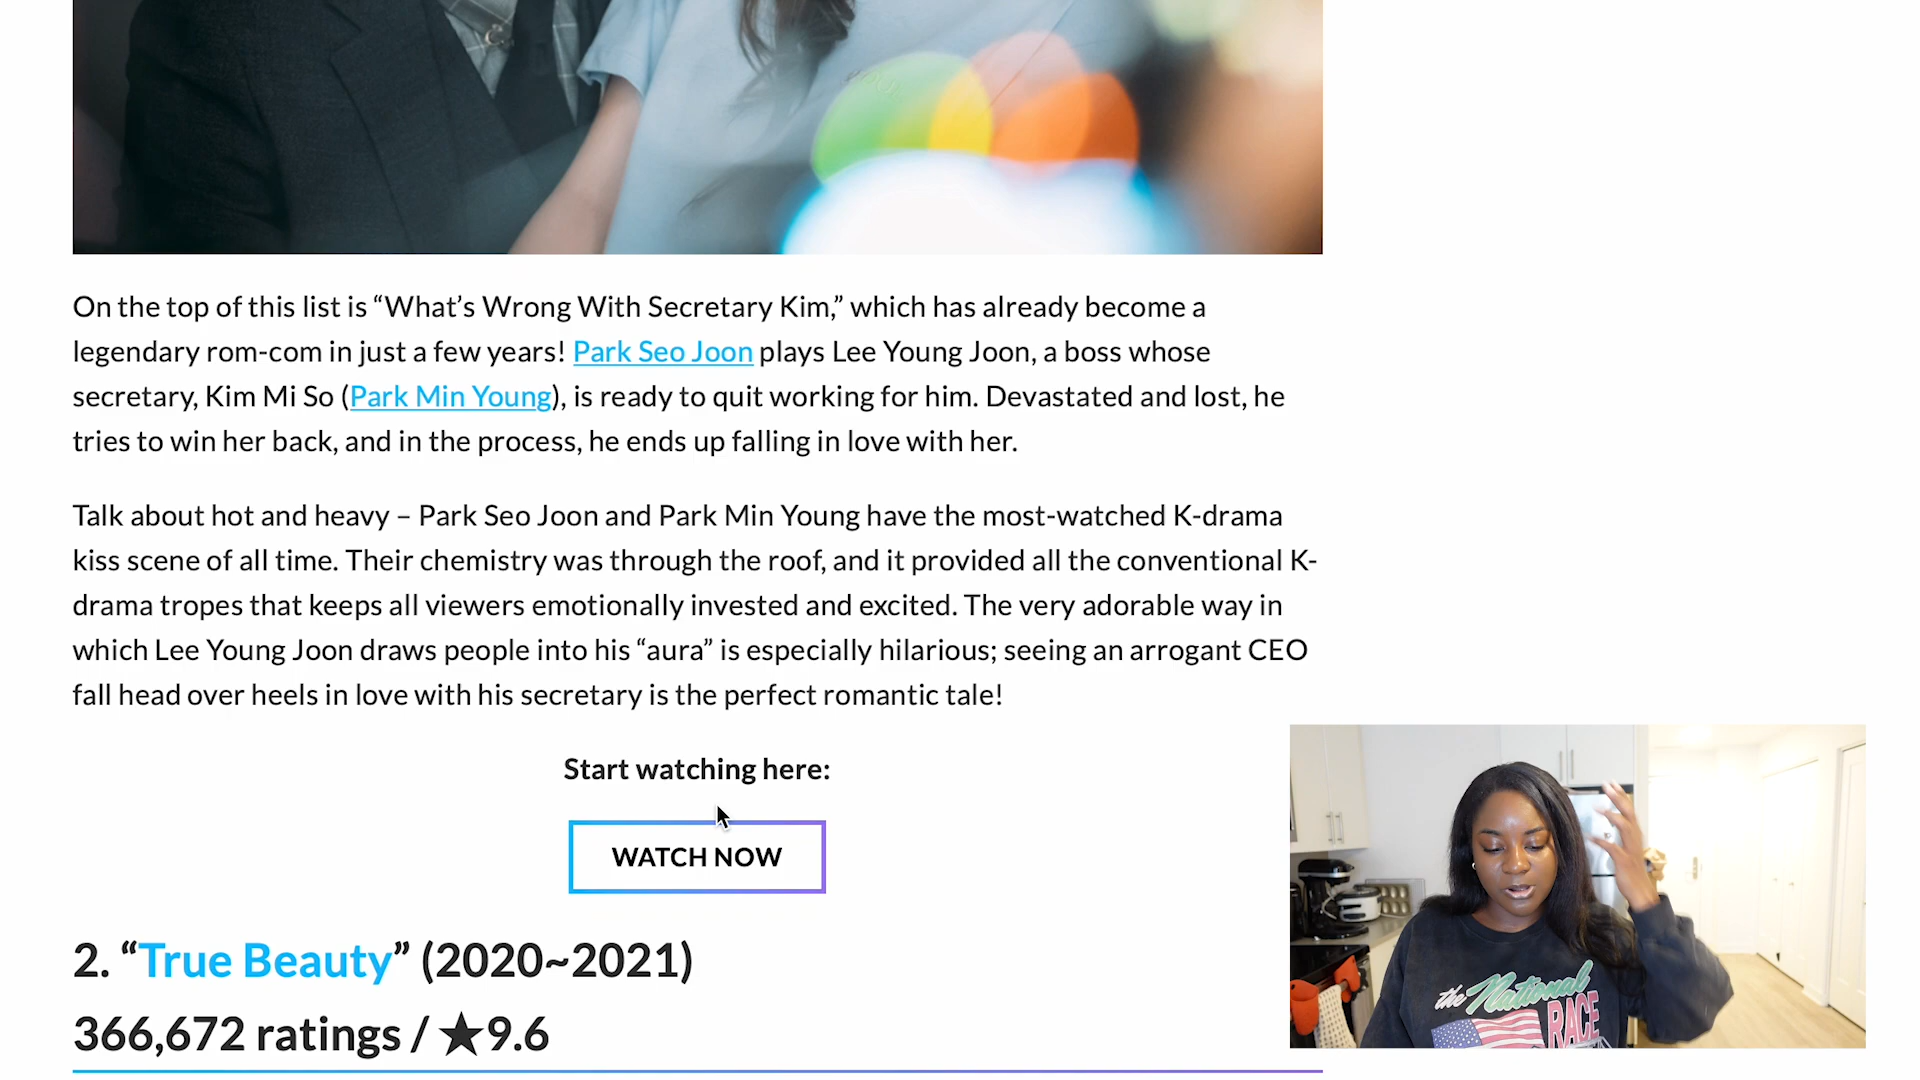 On the top of this list is “What’s Wrong With Secretary Kim,” which has already become a
legendary rom-com in just a few years! Park Seo Joon plays Lee Young Joon, a boss whose
secretary, Kim Mi So (Park Min Young), is ready to quit working for him. Devastated and lost, he
tries to win her back, and in the process, he ends up falling in love with her.
Talk about hot and heavy – Park Seo Joon and Park Min Young have the most-watched K-drama
kiss scene of all time. Their chemistry was through the roof, and it provided all the conventional K-
drama tropes that keeps all viewers emotionally invested and excited. The very adorable way in
which Lee Young Joon draws people into his “aura” is especially hilarious; seeing an arrogant CEO
fall head over heels in love with his secretary is the perfect romantic tale!
Start watching here:
WATCH NOW
2. “True Beauty” (2020~2021)
366,672 ratings / ★9.6
the National
RACE